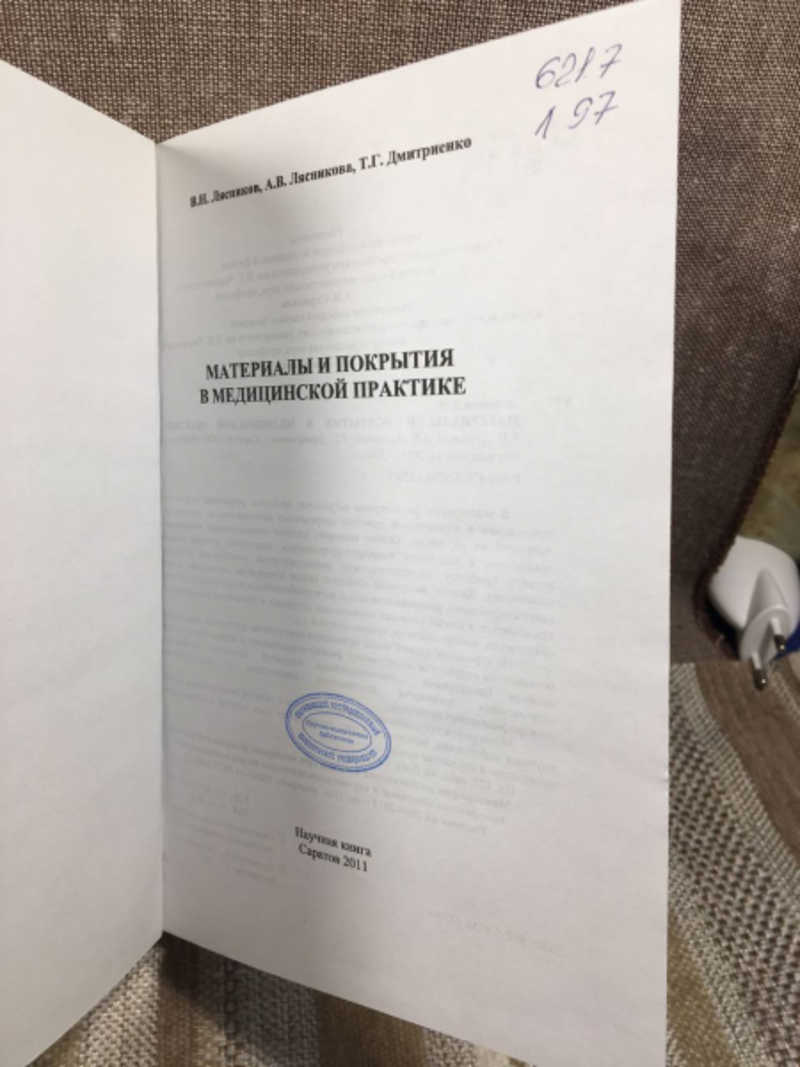 6217
1 97
В.Н. Лясников, А.В. Лясникова, Т.Г. Дмитриенко
МАТЕРИАЛЫ И ПОКРЫТИЯ
В МЕДИЦИНСКОЙ ПРАКТИКЕ
Научная книга
Саратов 2011